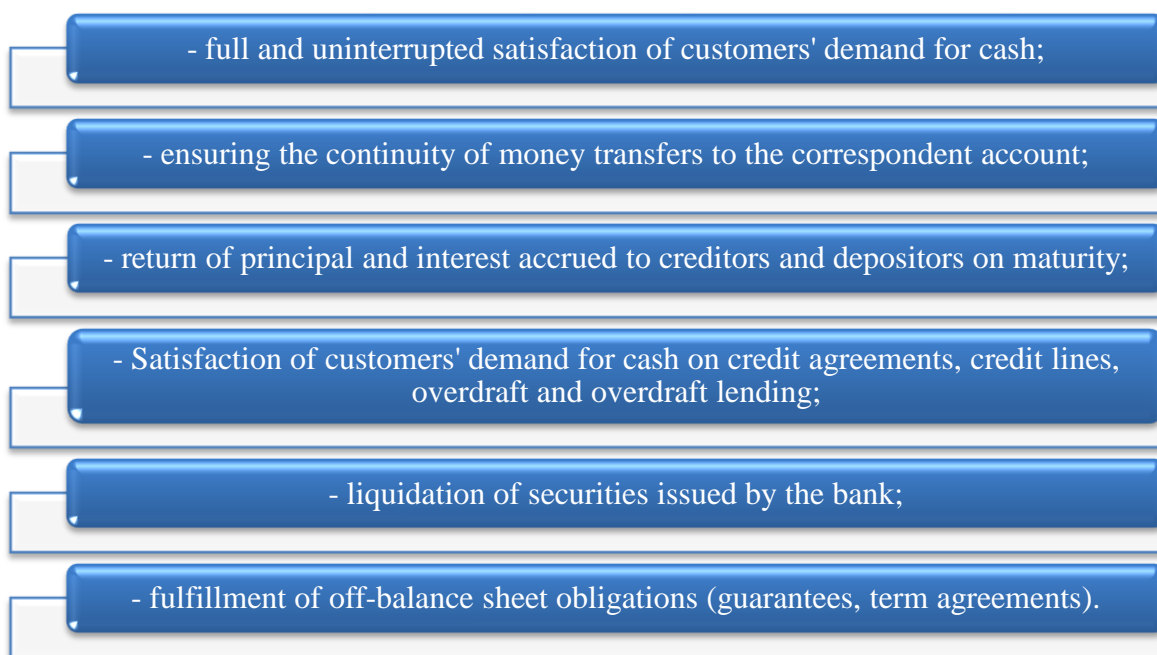 - full and uninterrupted satisfaction of customers' demand for cash;
- ensuring the continuity of money transfers to the correspondent account;
- return of principal and interest accrued to creditors and depositors on maturity;
- Satisfaction of customers' demand for cash on credit agreements, credit lines,
overdraft and overdraft lending;
- liquidation of securities issued by the bank;
- fulfillment of off-balance sheet obligations (guarantees, term agreements).